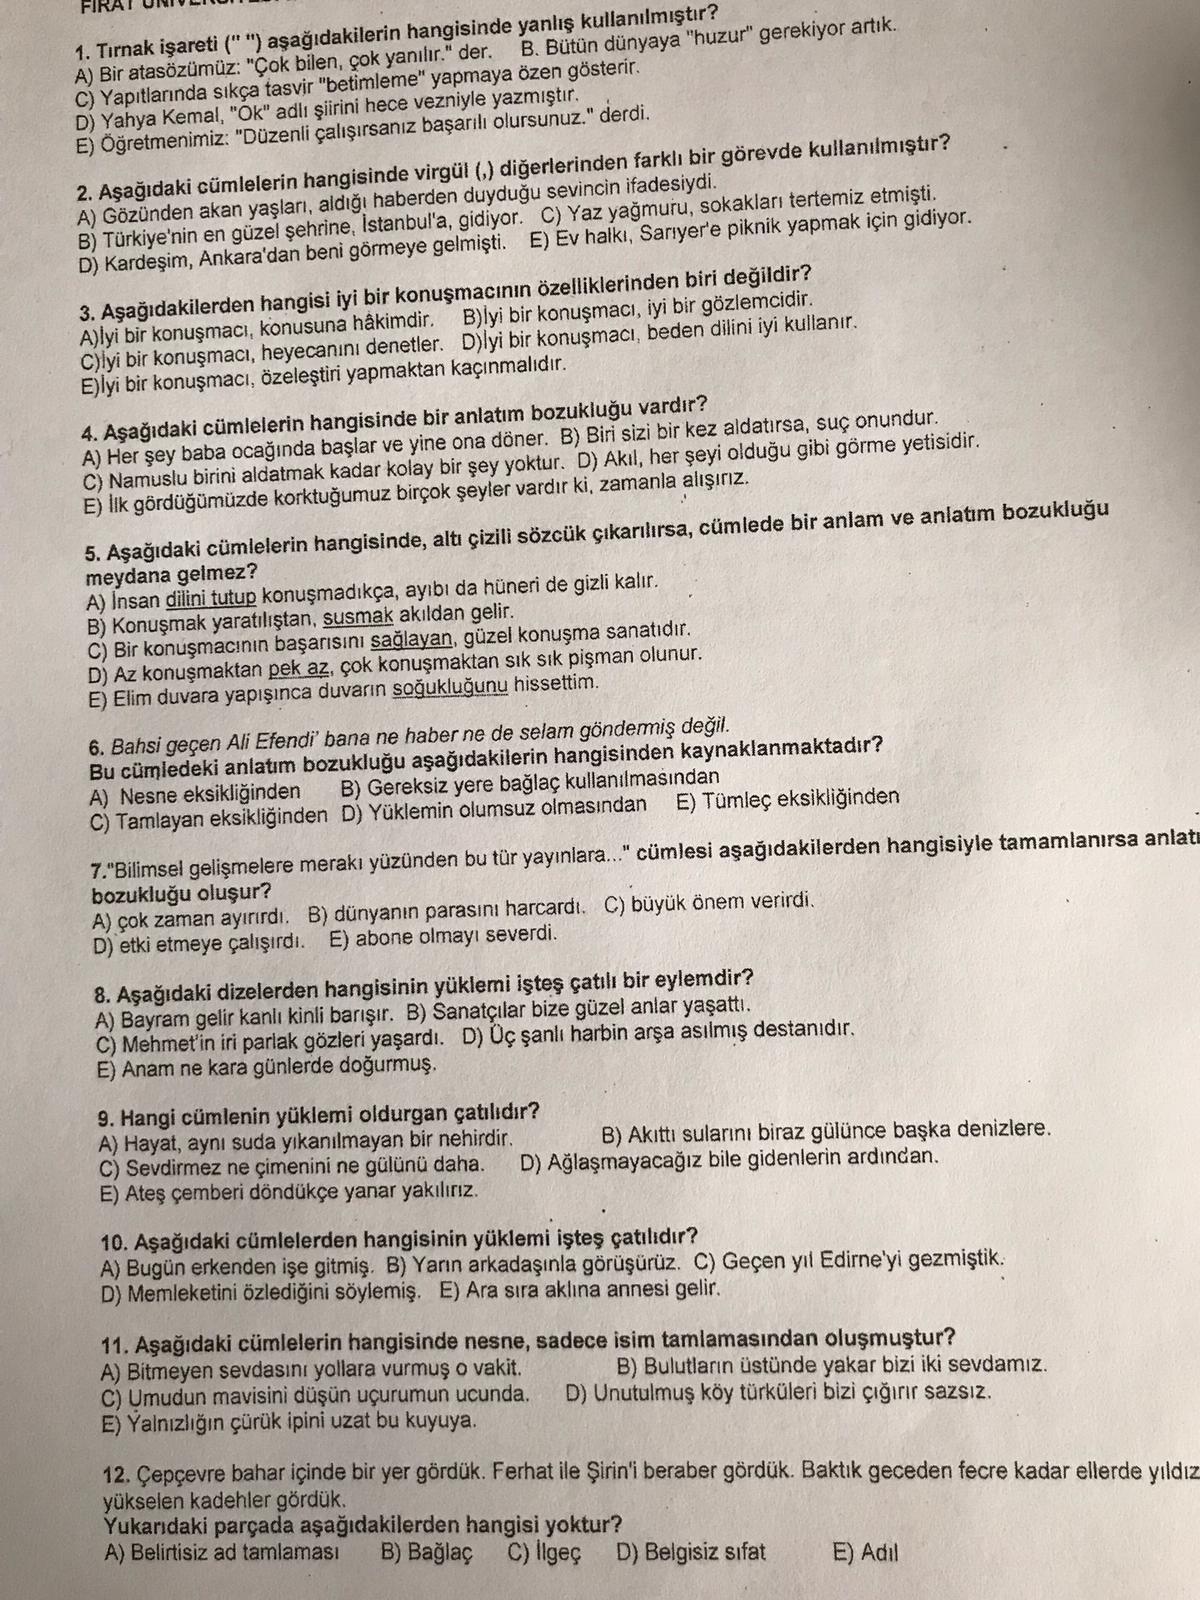 FIRAT
1. Tırnak işareti (" ") aşağıdakilerin hangisinde yanlış kullanılmıştır?
A) Bir atasözümüz: "Çok bilen, çok yanılır." der. B. Bütün dünyaya "huzur" gerekiyor artık.
C) Yapıtlarında sıkça tasvir "betimleme" yapmaya özen gösterir.
D) Yahya Kemal, "Ok" adlı şiirini hece vezniyle yazmıştır.
E) Öğretmenimiz: "Düzenli çalışırsanız başarılı olursunuz." derdi.
2. Aşağıdaki cümlelerin hangisinde virgül (,) diğerlerinden farklı bir görevde kullanılmıştır?
A) Gözünden akan yaşları, aldığı haberden duyduğu sevincin ifadesiydi.
B) Türkiye'nin en güzel şehrine, İstanbul'a, gidiyor. C) Yaz yağmuru, sokakları tertemiz etmişti.
D) Kardeşim, Ankara'dan beni görmeye gelmişti. E) Ev halkı, Sarıyer'e piknik yapmak için gidiyor.
3. Aşağıdakilerden hangisi iyi bir konuşmacının özelliklerinden biri değildir?
A)İyi bir konuşmacı, konusuna hâkimdir. B)İyi bir konuşmacı, iyi bir gözlemcidir.
C)İyi bir konuşmacı, heyecanını denetler. D)İyi bir konuşmacı, beden dilini iyi kullanır.
E)İyi bir konuşmacı, özeleştiri yapmaktan kaçınmalıdır.
4. Aşağıdaki cümlelerin hangisinde bir anlatım bozukluğu vardır?
A) Her şey baba ocağında başlar ve yine ona döner. B) Biri sizi bir kez aldatırsa, suç onundur.
C) Namuslu birini aldatmak kadar kolay bir şey yoktur. D) Akıl, her şeyi olduğu gibi görme yetisidir.
E) İlk gördüğümüzde korktuğumuz birçok şeyler vardır ki, zamanla alışırız.
5. Aşağıdaki cümlelerin hangisinde, altı çizili sözcük çıkarılırsa, cümlede bir anlam ve anlatım bozukluğu
meydana gelmez?
A) İnsan dilini tutup konuşmadıkça, ayıbı da hüneri de gizli kalır.
B) Konuşmak yaratılıştan, susmak akıldan gelir.
C) Bir konuşmacının başarısını sağlayan, güzel konuşma sanatıdır.
D) Az konuşmaktan pek az, çok konuşmaktan sık sık pişman olunur.
E) Elim duvara yapışınca duvarın soğukluğunu hissettim.
6. Bahsi geçen Ali Efendi' bana ne haber ne de selam göndermiş değil.
Bu cümledeki anlatım bozukluğu aşağıdakilerin hangisinden kaynaklanmaktadır?
A) Nesne eksikliğinden B) Gereksiz yere bağlaç kullanılmasından
C) Tamlayan eksikliğinden D) Yüklemin olumsuz olmasından E) Tümleç eksikliğinden
7."Bilimsel gelişmelere merakı yüzünden bu tür yayınlara..." cümlesi aşağıdakilerden hangisiyle tamamlanırsa anlatı
bozukluğu oluşur?
A) çok zaman ayırırdı. B) dünyanın parasını harcardı. C) büyük önem verirdi.
D) etki etmeye çalışırdı. E) abone olmayı severdi.
8. Aşağıdaki dizelerden hangisinin yüklemi işteş çatılı bir eylemdir?
A) Bayram gelir kanlı kinli barışır. B) Sanatçılar bize güzel anlar yaşattı.
C) Mehmet'in iri parlak gözleri yaşardı. D) Üç şanlı harbin arşa asılmış destanıdır.
E) Anam ne kara günlerde doğurmuş.
9. Hangi cümlenin yüklemi oldurgan çatılıdır?
A) Hayat, aynı suda yıkanılmayan bir nehirdir. B) Akıttı sularını biraz gülünce başka denizlere.
C) Sevdirmez ne çimenini ne gülünü daha. D) Ağlaşmayacağız bile gidenlerin ardından.
E) Ateş çemberi döndükçe yanar yakılırız.
10. Aşağıdaki cümlelerden hangisinin yüklemi işteş çatılıdır?
A) Bugün erkenden işe gitmiş. B) Yarın arkadaşınla görüşürüz. C) Geçen yıl Edirne'yi gezmiştik.
D) Memleketini özlediğini söylemiş. E) Ara sıra aklına annesi gelir.
11. Aşağıdaki cümlelerin hangisinde nesne, sadece isim tamlamasından oluşmuştur?
A) Bitmeyen sevdasını yollara vurmuş o vakit. B) Bulutların üstünde yakar bizi iki sevdamız.
C) Umudun mavisini düşün uçurumun ucunda. D) Unutulmuş köy türküleri bizi çığırır sazsız.
E) Yalnızlığın çürük ipini uzat bu kuyuya.
12. Çepçevre bahar içinde bir yer gördük. Ferhat ile Şirin'i beraber gördük. Baktık geceden fecre kadar ellerde yıldız
yükselen kadehler gördük.
Yukarıdaki parçada aşağıdakilerden hangisi yoktur?
A) Belirtisiz ad tamlaması B) Bağlaç C) İlgeç D) Belgisiz sıfat E) Adıl